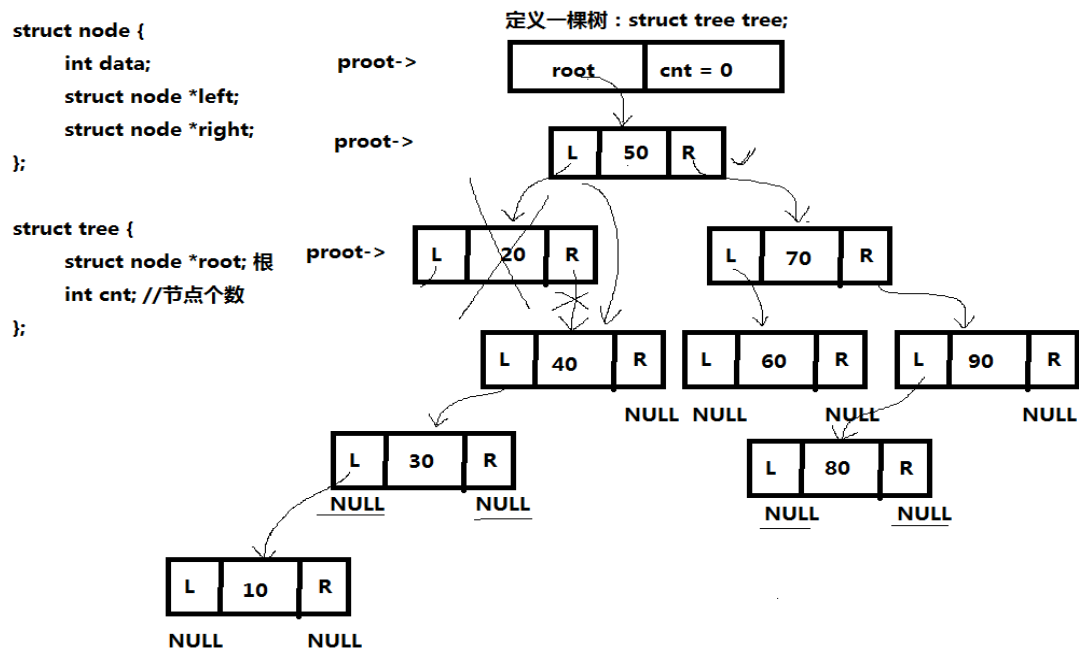 定义一棵树：struct tree tree;
struct node {
int data;
struct node *left;
struct node *right;
};
proot->
root cnt = 0
proot->
L 50 R
struct tree {
struct node *root; 根
int cnt; //节点个数
};
proot->
L 20 R
L 70 R
L 40 R
L 60 R
L 90 R
NULL NULL NULL NULL
L 30 R
NULL NULL
L 80 R
NULL NULL
L 10 R
NULL NULL